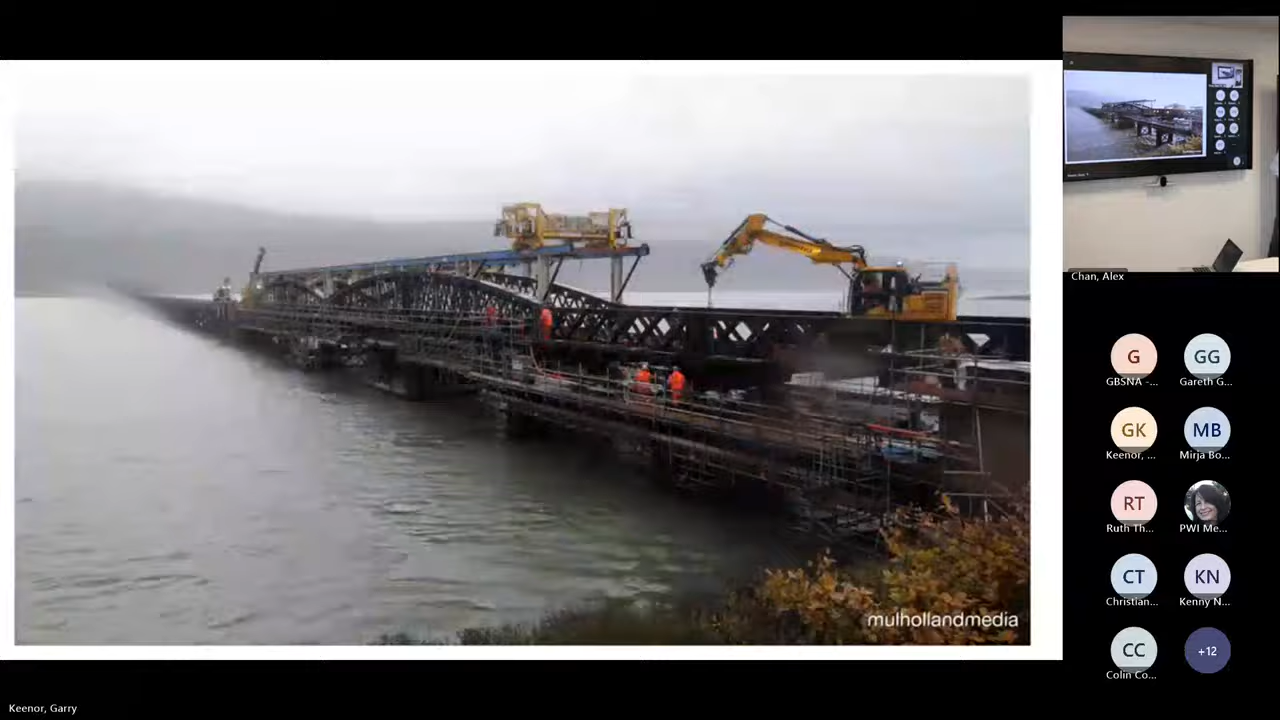 mulhollandmedia
Keenor, Garry
Chan, Alex
G
GG
GBSNA -...
Gareth G...
GK
MB
Keenor, ...
Mirja Bo...
RT
Ruth Th...
PWI Me...
CT
KN
Christian...
Kenny N...
CC
+12
Colin Co...